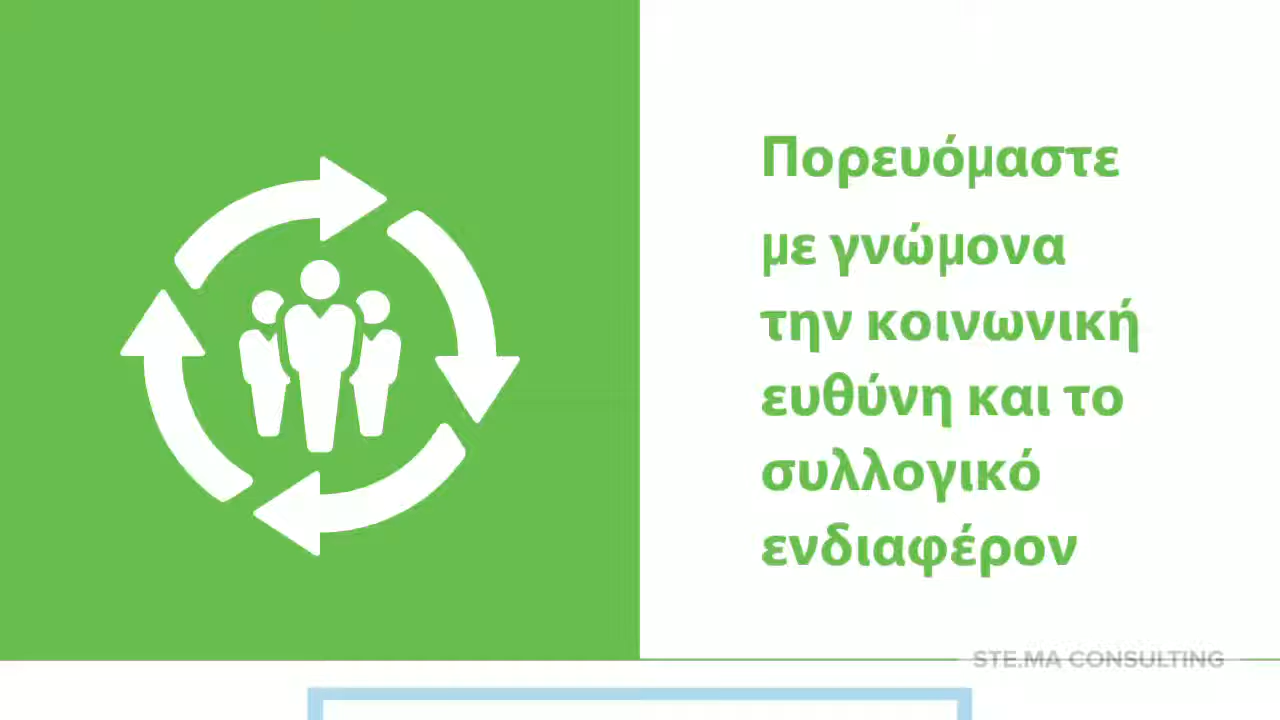 Πορευόμαστε
με γνώμονα
την κοινωνική
ευθύνη και το
συλλογικό
ενδιαφέρον
STE.MA CONSULTING